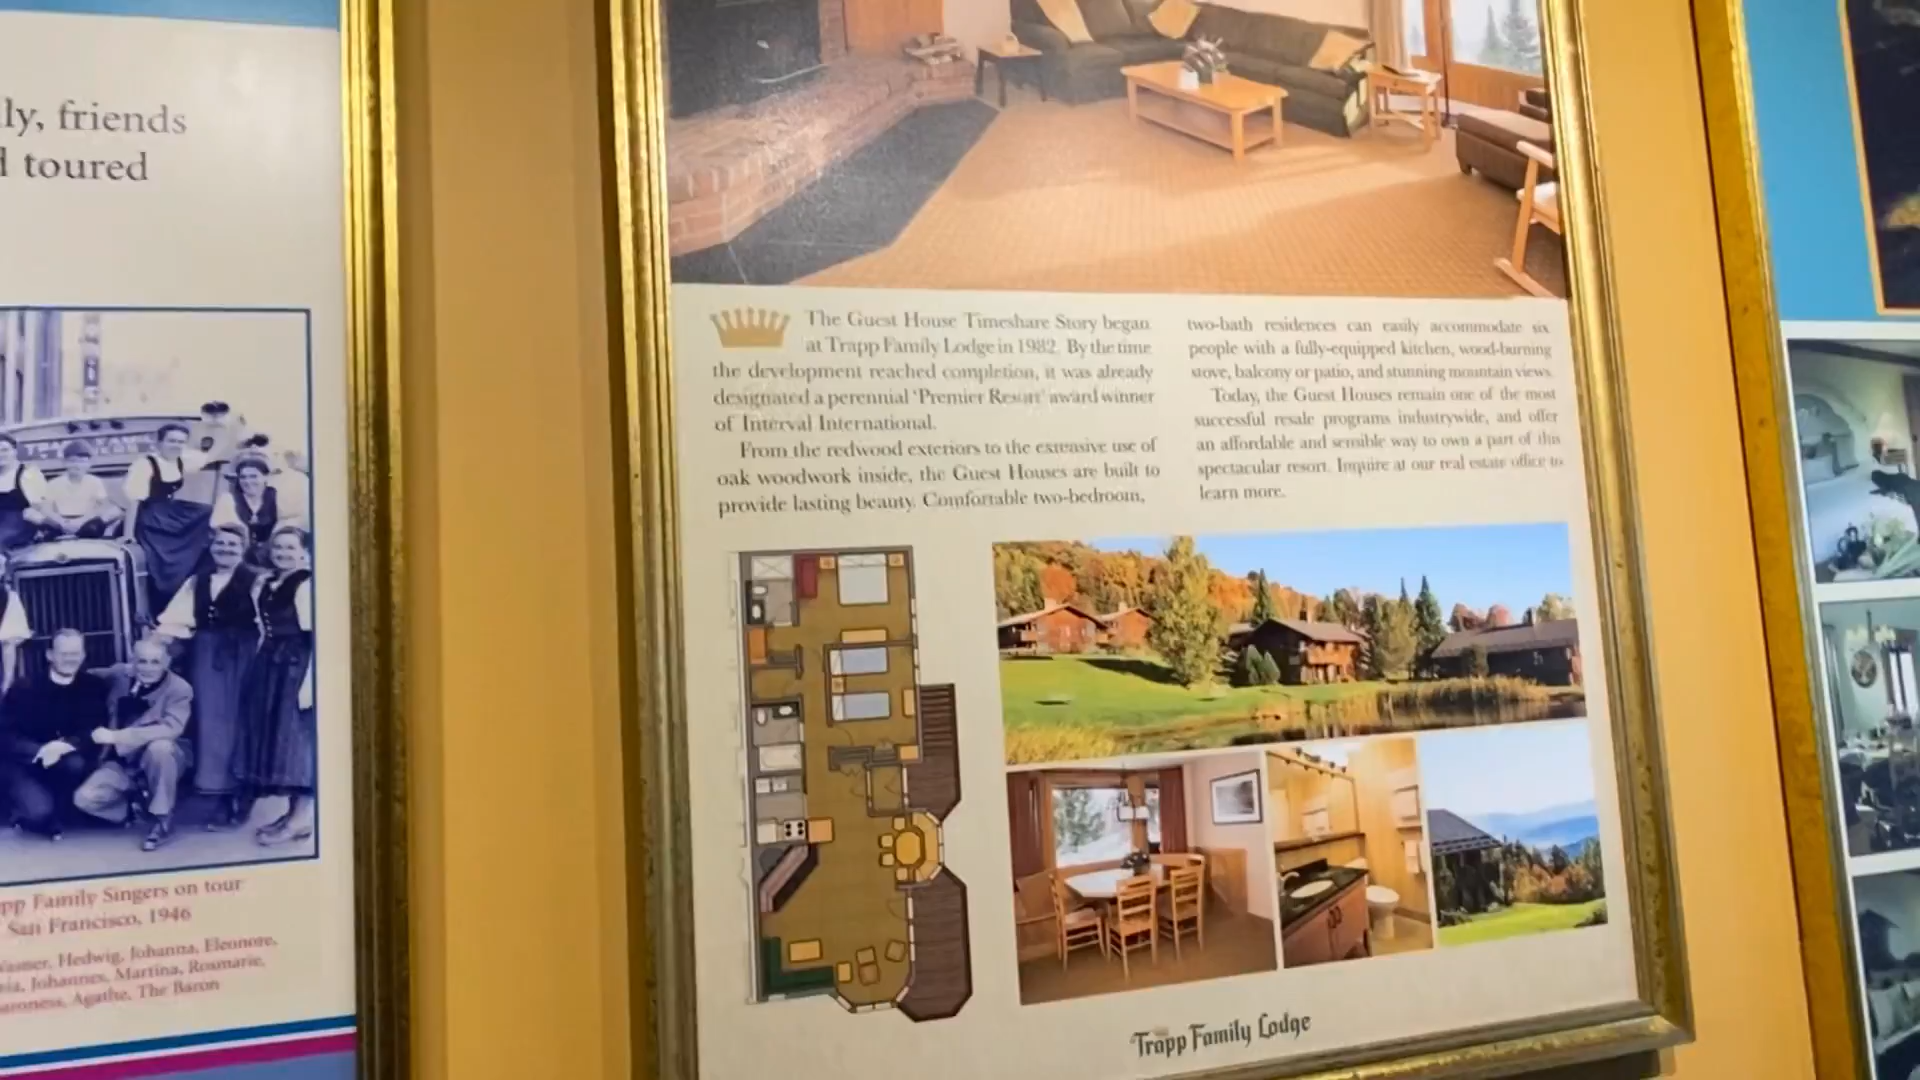 ly, friends
toured
TRAPP FAMIL
pp Family Singers on tour
San Francisco, 1946
Wasner, Hedwig, Johanna, Eleonore,
ria, Johannes, Martina, Rosmarie,
aroness, Agathe, The Baron
The Guest House Timeshare Story began
at Trapp Family Lodge in 1982. By the time
the development reached completion, it was already
designated a perennial 'Premier Resort' award winner
of Interval International.
From the redwood exteriors to the extensive use of
oak woodwork inside, the Guest Houses are built to
provide lasting beauty. Comfortable two-bedroom,
two-bath residences can easily accommodate six
people with a fully-equipped kitchen, wood-burning
stove, balcony or patio, and stunning mountain views.
Today, the Guest Houses remain one of the most
successful resale programs industrywide, and offer
an affordable and sensible way to own a part of this
spectacular resort. Inquire at our real estate office to
learn more.
Trapp Family Lodge